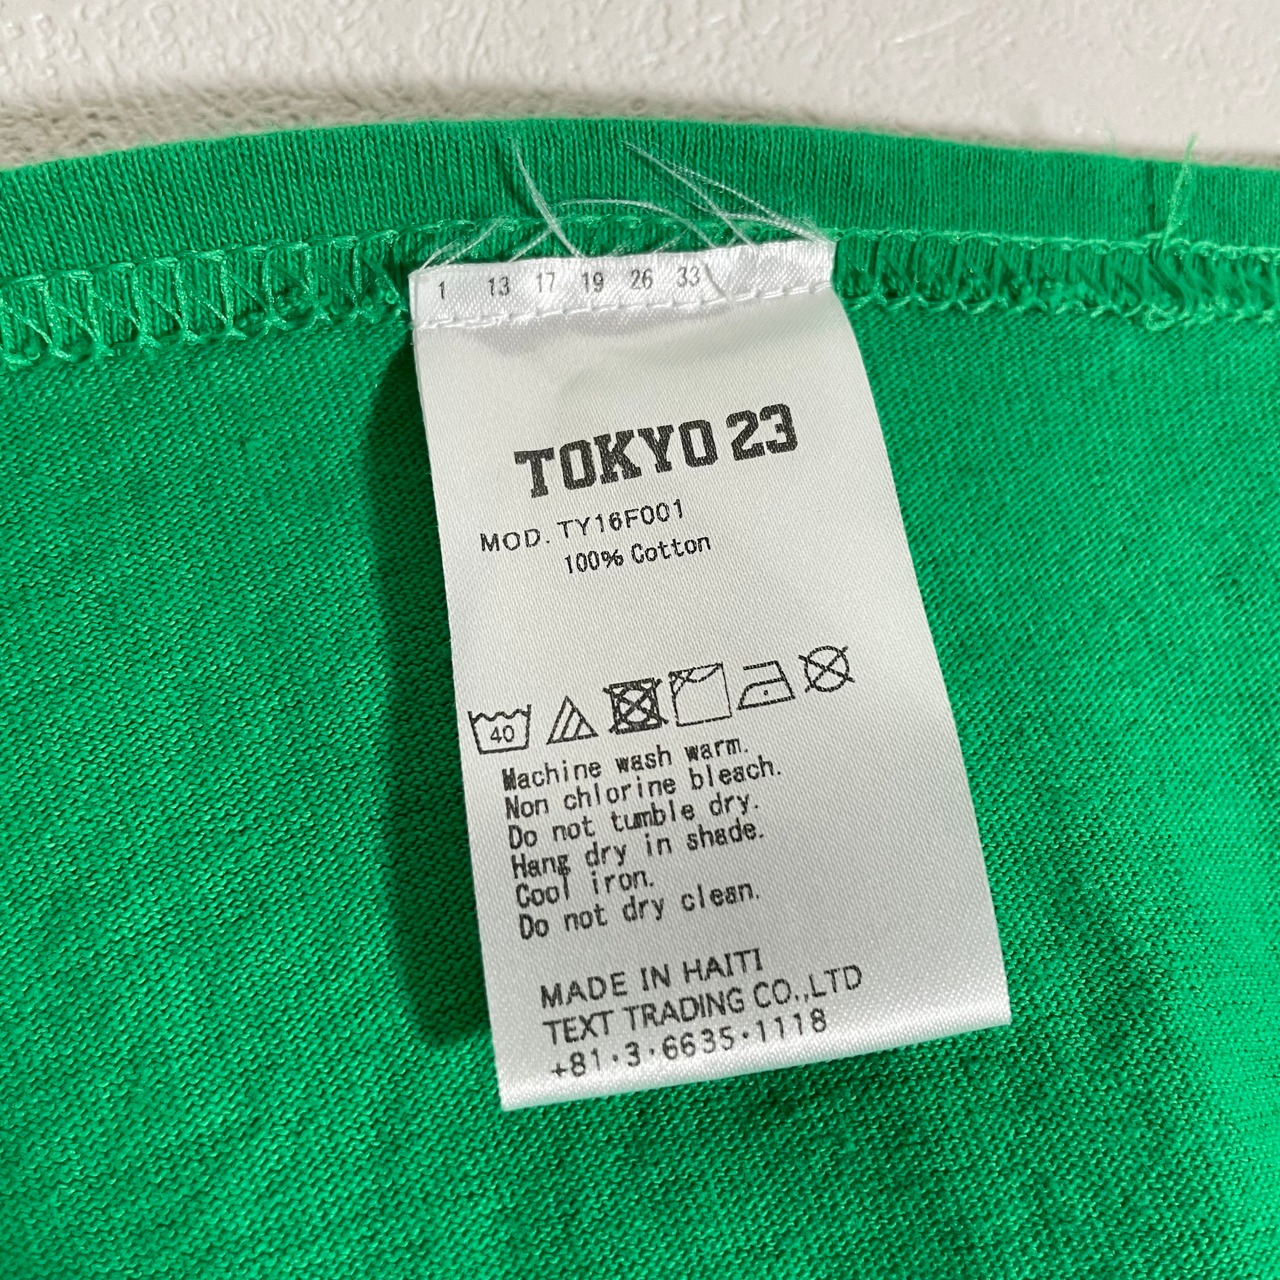 1 13 17 19 26 33
TOKYO 23
MOD. TY16F001
100% Cotton
40
Machine wash warm.
Non chlorine bleach.
Do not tumble dry.
Hang dry in shade.
Cool iron.
Do not dry clean.
MADE IN HAITI
TEXT TRADING CO.,LTD
+81・3・6635・1118